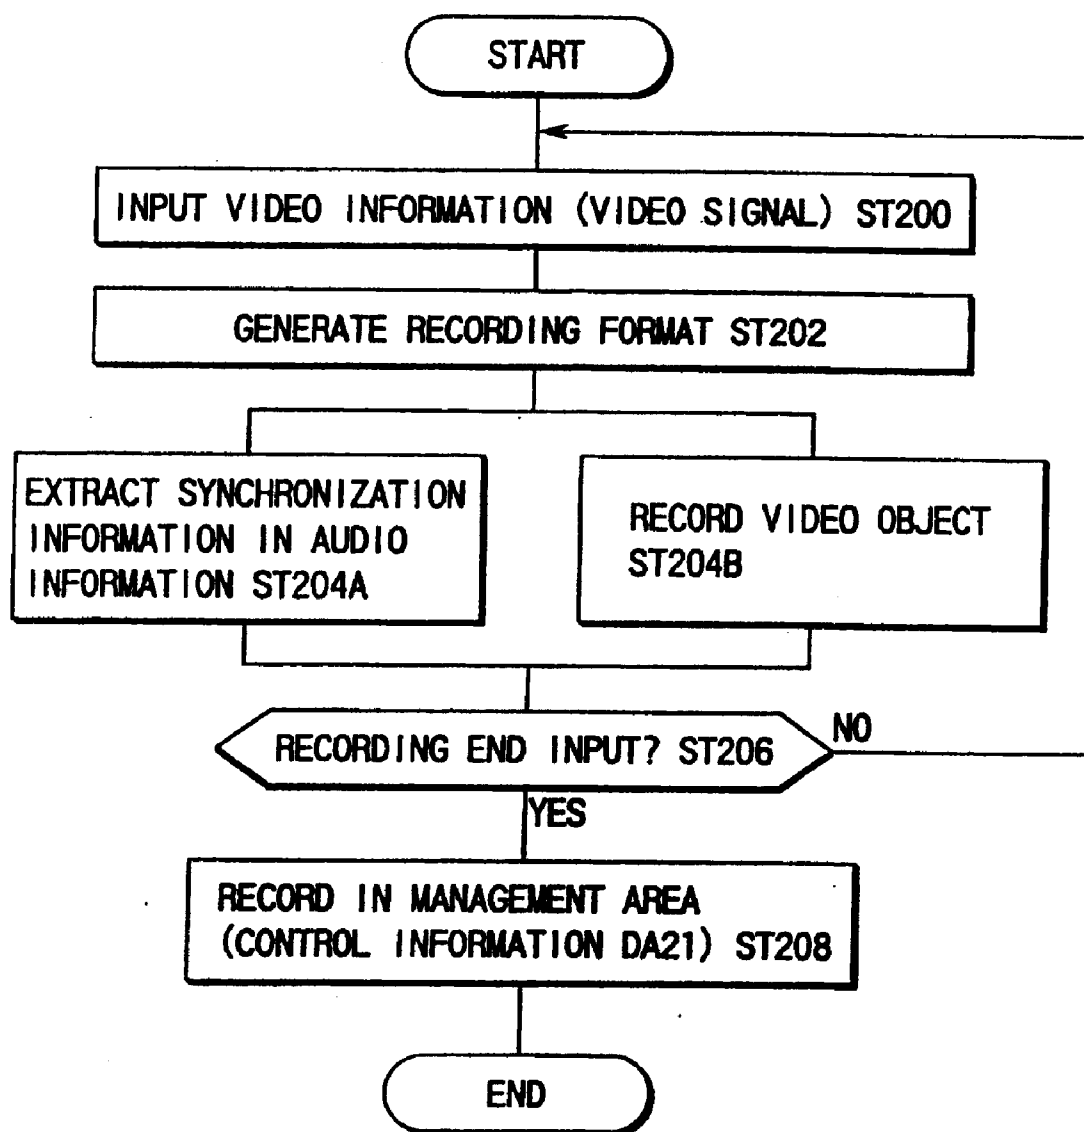 START
INPUT VIDEO INFORMATION (VIDEO SIGNAL) ST200
GENERATE RECORDING FORMAT ST202
EXTRACT SYNCHRONIZATION
INFORMATION IN AUDIO
INFORMATION ST204A
RECORD VIDEO OBJECT
ST204B
RECORDING END INPUT? ST206
NO
YES
RECORD IN MANAGEMENT AREA
(CONTROL INFORMATION DA21) ST208
END